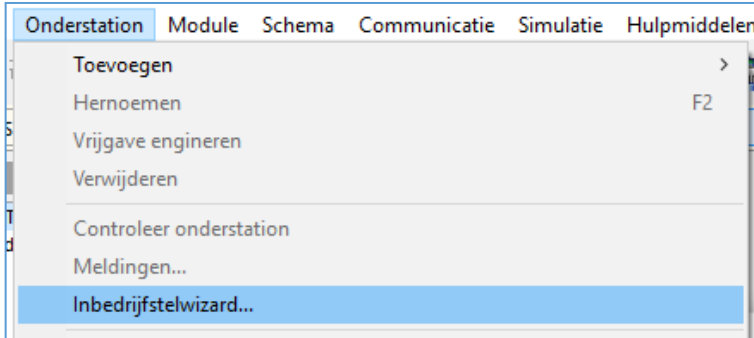 Onderstation Module Schema Communicatie Simulatie Hulpmiddelen
Toevoegen >
Hernoemen F2
Vrijgave engineren
Verwijderen
Controleer onderstation
Meldingen...
Inbedrijfstelwizard...